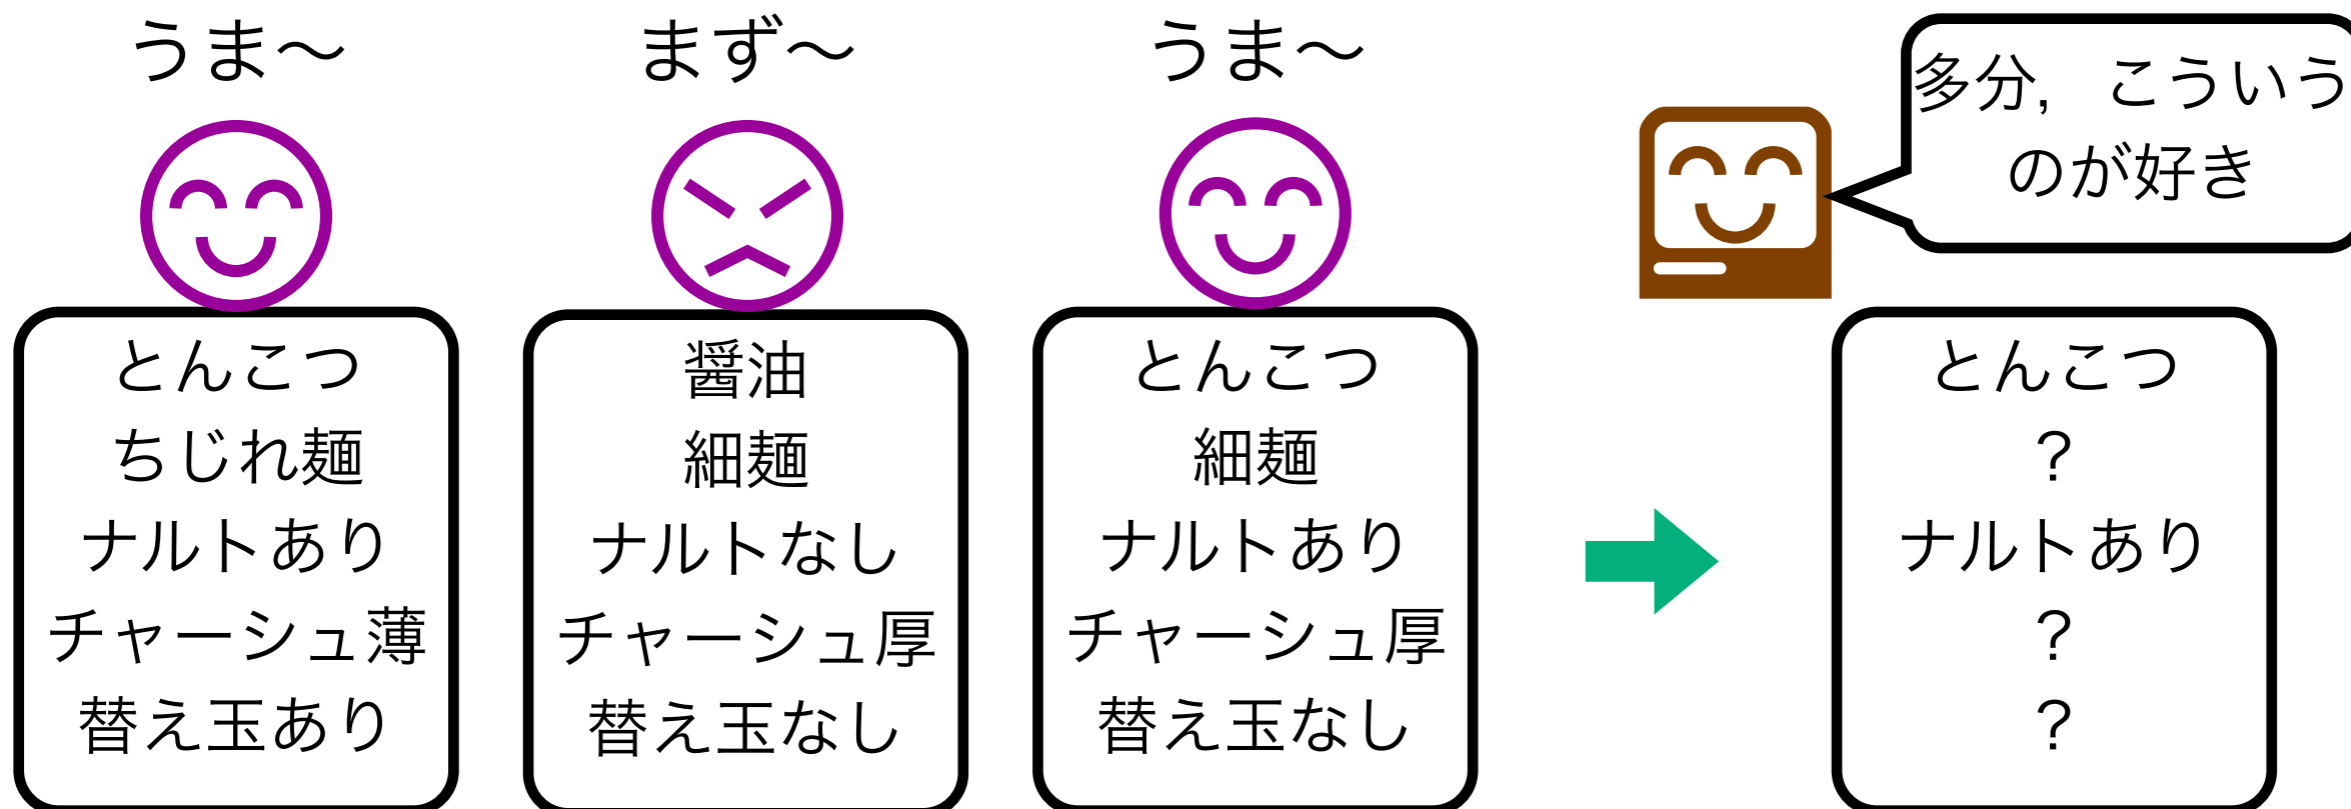 うま〜
まず〜
うま〜
多分，こういう
のが好き
とんこつ
ちじれ麺
ナルトあり
チャーシュ薄
替え玉あり
醤油
細麺
ナルトなし
チャーシュ厚
替え玉なし
とんこつ
細麺
ナルトあり
チャーシュ厚
替え玉なし
とんこつ
？
ナルトあり
？
？